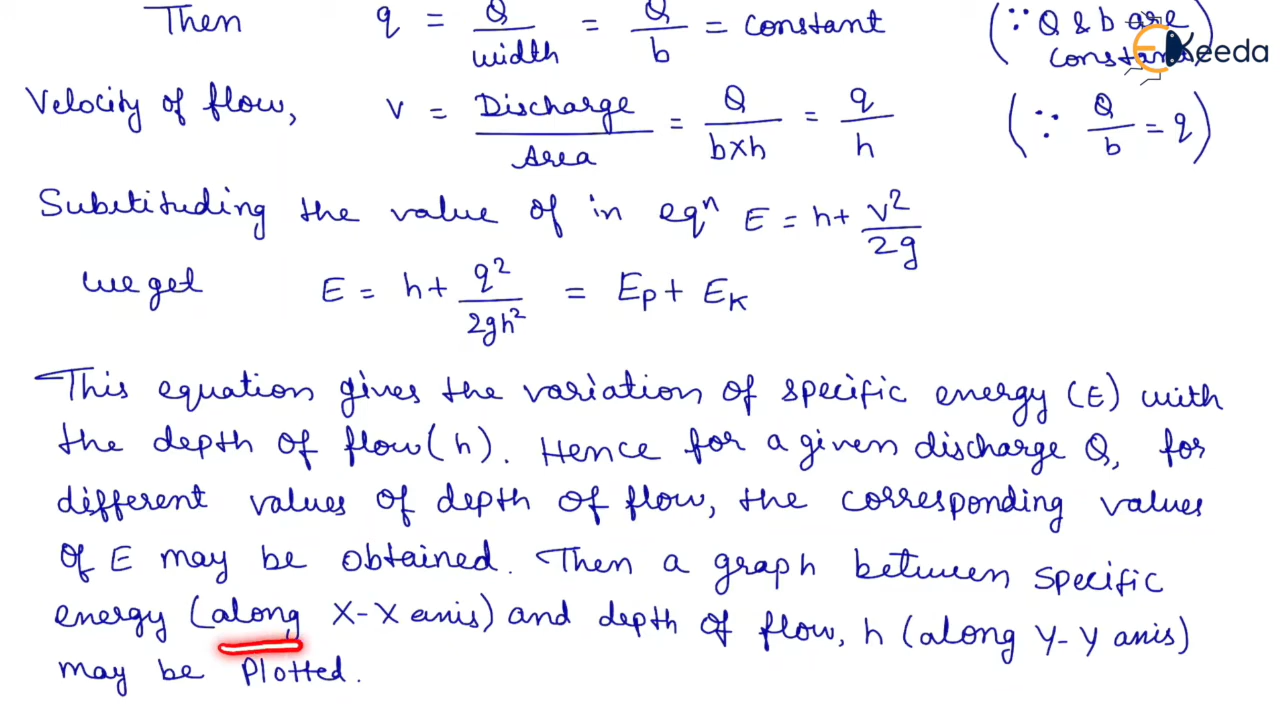 Then q = Q/width = Q/b = constant (∵ Q & b are constant)
Ekeeda
Velocity of flow, v = Discharge/Area = Q/b×h = q/h (∵ Q/b = q)
Substituding the value of in eqⁿ E = h + v²/2g
we get E = h + q²/2gh² = Ep + EK
This equation gives the variation of specific energy (E) with
the depth of flow (h). Hence for a given discharge Q, for
different values of depth of flow, the corresponding values
of E may be obtained. Then a graph between specific
energy (along X-X anis) and depth of flow, h (along Y-Y anis)
may be Plotted.